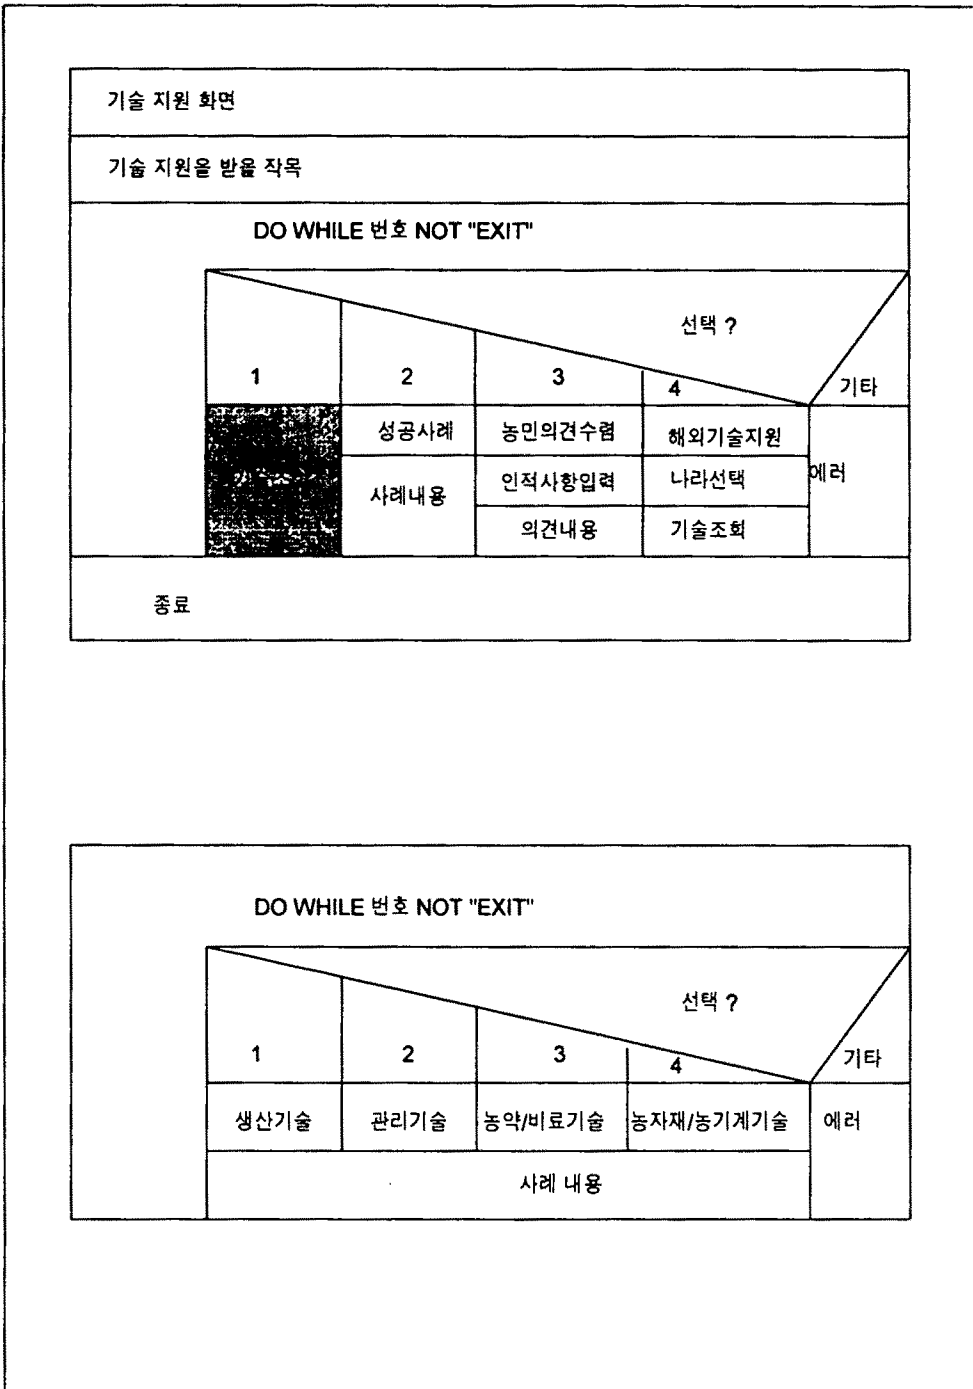 기술 지원 화면
기술 지원을 받을 작목
DO WHILE 번호 NOT "EXIT"
선택 ?
1 2 3 4 기타
성공사례 농민의견수렴 해외기술지원 에러
사례내용 인적사항입력 나라선택
의견내용 기술조회
종료
DO WHILE 번호 NOT "EXIT"
선택 ?
1 2 3 4 기타
생산기술 관리기술 농약/비료기술 농자재/농기계기술 에러
사례 내용